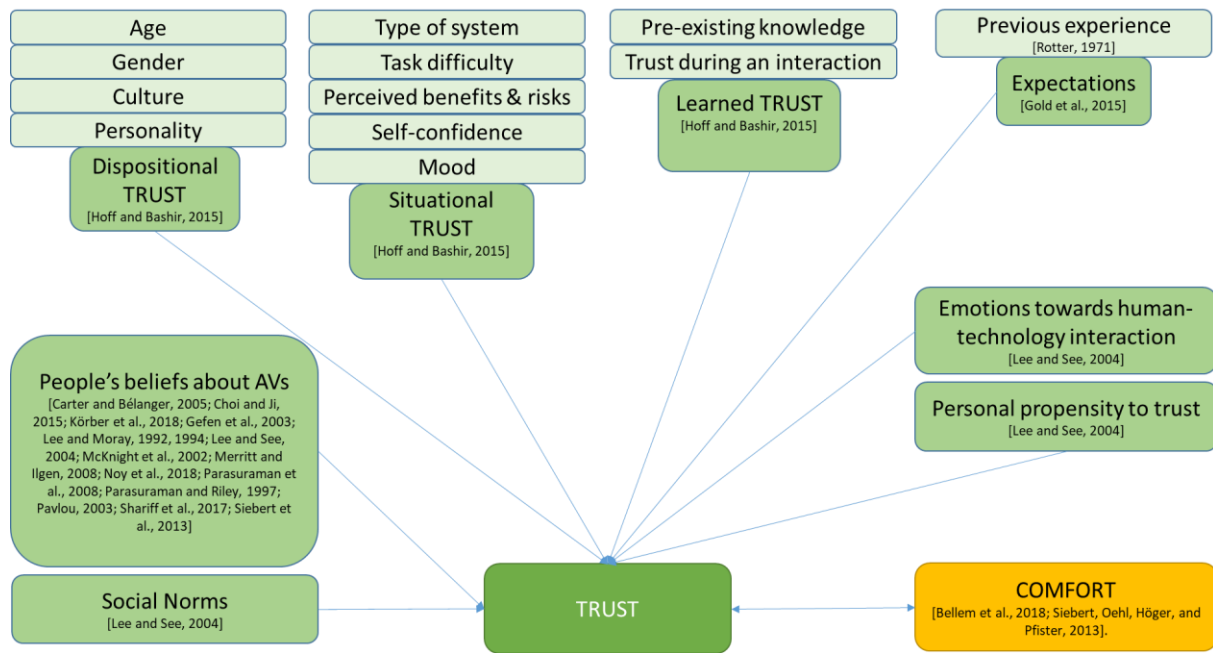 Age
Gender
Culture
Personality
Dispositional
TRUST
[Hoff and Bashir, 2015]
Type of system
Task difficulty
Perceived benefits & risks
Self-confidence
Mood
Situational
TRUST
[Hoff and Bashir, 2015]
Pre-existing knowledge
Trust during an interaction
Learned TRUST
[Hoff and Bashir, 2015]
Previous experience
[Rotter, 1971]
Expectations
[Gold et al., 2015]
Emotions towards human-
technology interaction
[Lee and See, 2004]
Personal propensity to trust
[Lee and See, 2004]
People's beliefs about AVs
[Carter and Bélanger, 2005; Choi and Ji,
2015; Körber et al., 2018; Gefen et al., 2003;
Lee and Moray, 1992, 1994; Lee and See,
2004; McKnight et al., 2002; Merritt and
Ilgen, 2008; Noy et al., 2018; Parasuraman et
al., 2008; Parasuraman and Riley, 1997;
Pavlou, 2003; Shariff et al., 2017; Siebert et
al., 2013]
Social Norms
[Lee and See, 2004]
TRUST
COMFORT
[Bellem et al., 2018; Siebert, Oehl, Höger, and
Pfister, 2013].